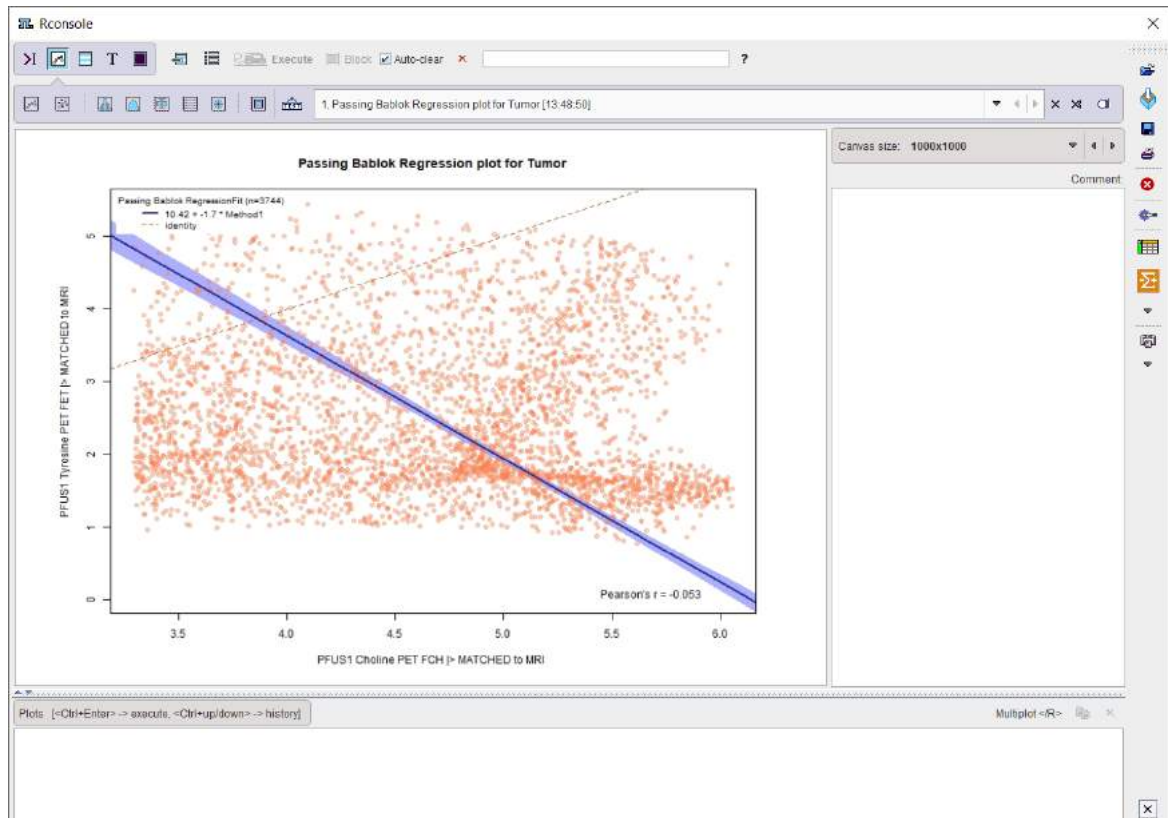 Rconsole
Execute Block Auto-clear ?
1. Passing Bablok Regression plot for Tumor [13:48:50]
Canvas size: 1000x1000
Comment:
Passing Bablok Regression plot for Tumor
Passing Bablok RegressionFit (n=3744)
10.42 + -1.7 * Method1
identity
PFUS1 Tyrosine PET FET |> MATCHED to MRI
5
4
3
2
1
0
Pearson's r = -0.053
3.5 4.0 4.5 5.0 5.5 6.0
PFUS1 Choline PET FCH |> MATCHED to MRI
Plots [<Ctrl+Enter> -> execute, <Ctrl+up/down> -> history]
Multiplot </R>